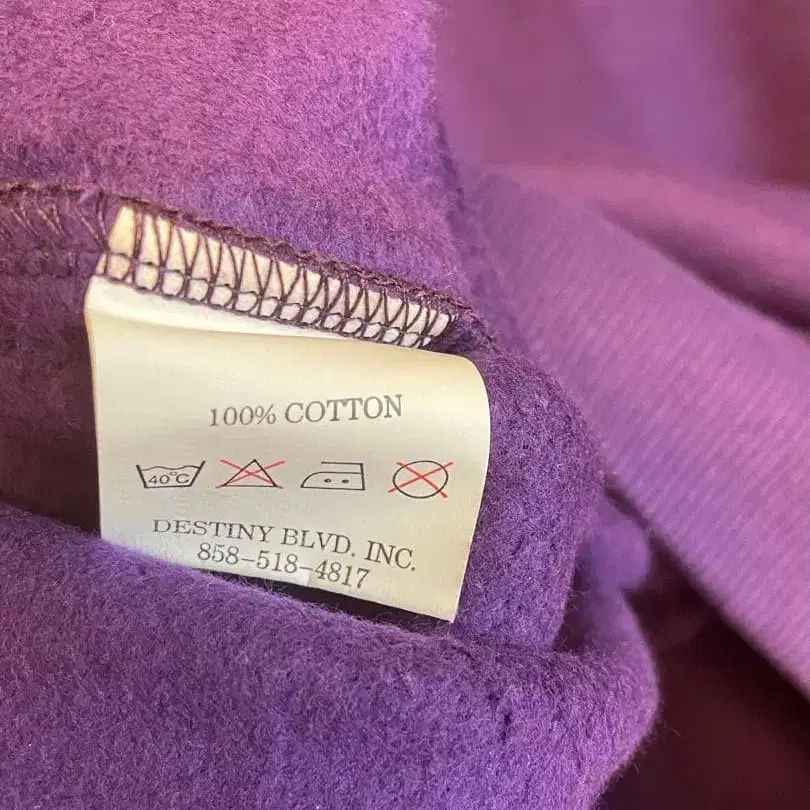 100% COTTON
40°C
DESTINY BLVD. INC.
858-518-4817